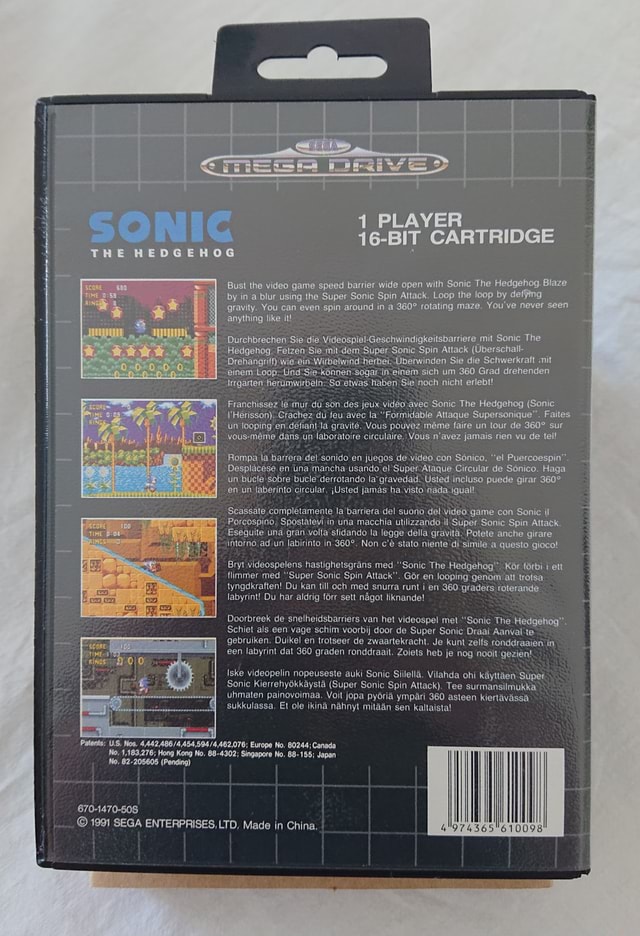 SEGA
MEGA DRIVE
SONIC
THE HEDGEHOG
1 PLAYER
16-BIT CARTRIDGE
Bust the video game speed barrier wide open with Sonic The Hedgehog. Blaze
by in a blur using the Super Sonic Spin Attack. Loop the loop by defying
gravity. You can even spin around in a 360° rotating maze. You've never seen
anything like it!
Durchbrechen Sie die Videospiel-Geschwindigkeitsbarriere mit Sonic The
Hedgehog. Fetzen Sie mit dem Super Sonic Spin Attack (Überschall-
Drehangriff) wie ein Wirbelwind herbei. Überwinden Sie die Schwerkraft mit
einem Loop. Und Sie können sogar in einem sich um 360 Grad drehenden
Irrgarten herumwirbeln. So etwas haben Sie noch nicht erlebt!
Franchissez le mur du son des jeux vidéo avec Sonic The Hedgehog (Sonic
l'Hérisson). Crachez du feu avec la "Formidable Attaque Supersonique". Faites
un looping en défiant la gravité. Vous pouvez même faire un tour de 360° sur
vous-même dans un laboratoire circulaire. Vous n'avez jamais rien vu de tel!
Rompa la barrera del sonido en juegos de video con Sónico, "el Puercoespin".
Desplácese en una mancha usando el Super Ataque Circular de Sónico. Haga
un bucle sobre bucle derrotando la gravedad. Usted incluso puede girar 360°
en un laberinto circular. ¡Usted jamás ha visto nada igual!
Scassate completamente la barriera del suono del video game con Sonic il
Porcospino. Spostatevi in una macchia utilizzando il Super Sonic Spin Attack.
Eseguite una gran volta sfidando la legge della gravità. Potete anche girare
intorno ad un labirinto in 360°. Non c'è stato niente di simile a questo gioco!
Bryt videospelens hastighetsgräns med "Sonic The Hedgehog". Kör förbi i ett
flimmer med "Super Sonic Spin Attack". Gör en looping genom att trotsa
tyngdkraften! Du kan till och med snurra runt i en 360 graders roterande
labyrint! Du har aldrig förr sett något liknande!
Doorbreek de snelheidsbarriers van het videospel met "Sonic The Hedgehog".
Schiet als een vage schim voorbij door de Super Sonic Draai Aanval te
gebruiken. Duikel en trotseer de zwaartekracht. Je kunt zelfs ronddraaien in
een labyrint dat 360 graden ronddraait. Zoiets heb je nog nooit gezien!
Iske videopelin nopeuseste auki Sonic Siilellä. Vilahda ohi käyttäen Super
Sonic Kierrehyökkäystä (Super Sonic Spin Attack). Tee surmansilmukka
uhmaten painovoimaa. Voit jopa pyöriä ympäri 360 asteen kiertävässä
sukkulassa. Et ole ikinä nähnyt mitään sen kaltaista!
Patents: U.S. Nos. 4,442,486/4,454,594/4,462,076; Europe No. 80244; Canada
No. 1,183,276; Hong Kong No. 88-4302; Singapore No. 88-155; Japan
No. 82-205605 (Pending)
670-1470-50S
© 1991 SEGA ENTERPRISES, LTD. Made in China.
4 974365 610098